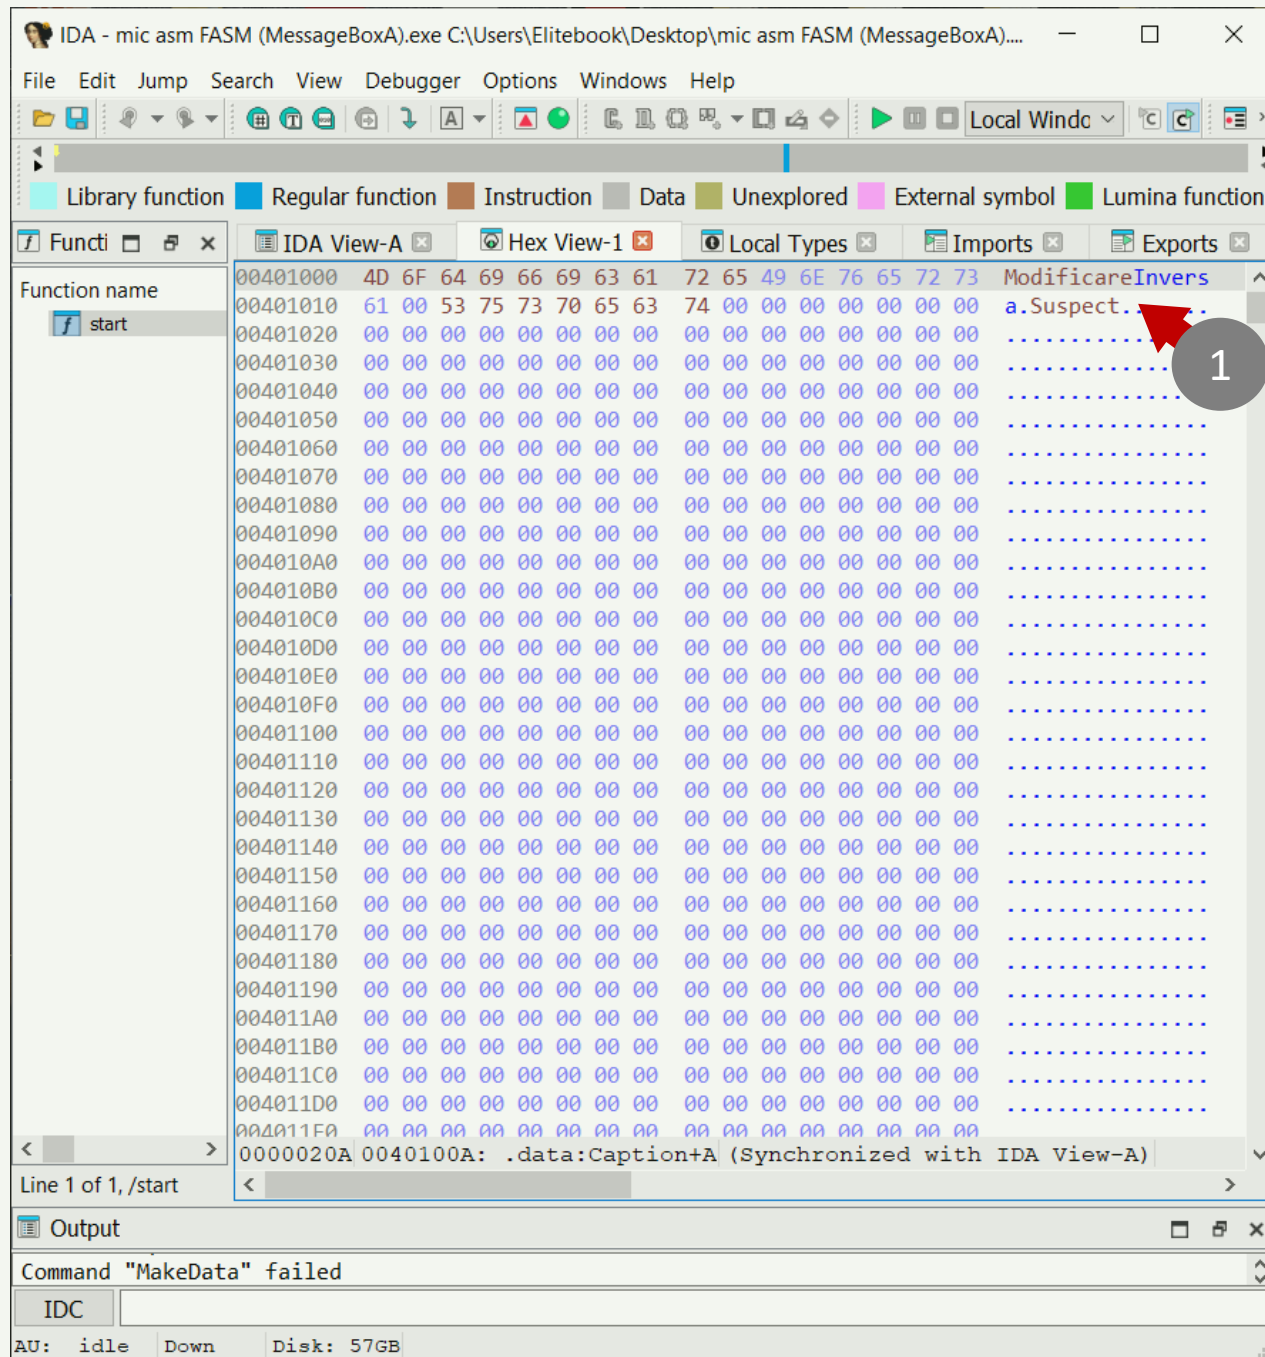 IDA - mic asm FASM (MessageBoxA).exe C:\Users\Elitebook\Desktop\mic asm FASM (MessageBoxA)....
File Edit Jump Search View Debugger Options Windows Help
Local Windo
Library function Regular function Instruction Data Unexplored External symbol Lumina function
Functi IDA View-A Hex View-1 Local Types Imports Exports
Function name
start
00401000 4D 6F 64 69 66 69 63 61 72 65 49 6E 76 65 72 73 ModificareInvers
00401010 61 00 53 75 73 70 65 63 74 00 00 00 00 00 00 00 a.Suspect.......
1
00401020 00 00 00 00 00 00 00 00 00 00 00 00 00 00 00 00 ................
00401030 00 00 00 00 00 00 00 00 00 00 00 00 00 00 00 00 ................
00401040 00 00 00 00 00 00 00 00 00 00 00 00 00 00 00 00 ................
00401050 00 00 00 00 00 00 00 00 00 00 00 00 00 00 00 00 ................
00401060 00 00 00 00 00 00 00 00 00 00 00 00 00 00 00 00 ................
00401070 00 00 00 00 00 00 00 00 00 00 00 00 00 00 00 00 ................
00401080 00 00 00 00 00 00 00 00 00 00 00 00 00 00 00 00 ................
00401090 00 00 00 00 00 00 00 00 00 00 00 00 00 00 00 00 ................
004010A0 00 00 00 00 00 00 00 00 00 00 00 00 00 00 00 00 ................
004010B0 00 00 00 00 00 00 00 00 00 00 00 00 00 00 00 00 ................
004010C0 00 00 00 00 00 00 00 00 00 00 00 00 00 00 00 00 ................
004010D0 00 00 00 00 00 00 00 00 00 00 00 00 00 00 00 00 ................
004010E0 00 00 00 00 00 00 00 00 00 00 00 00 00 00 00 00 ................
004010F0 00 00 00 00 00 00 00 00 00 00 00 00 00 00 00 00 ................
00401100 00 00 00 00 00 00 00 00 00 00 00 00 00 00 00 00 ................
00401110 00 00 00 00 00 00 00 00 00 00 00 00 00 00 00 00 ................
00401120 00 00 00 00 00 00 00 00 00 00 00 00 00 00 00 00 ................
00401130 00 00 00 00 00 00 00 00 00 00 00 00 00 00 00 00 ................
00401140 00 00 00 00 00 00 00 00 00 00 00 00 00 00 00 00 ................
00401150 00 00 00 00 00 00 00 00 00 00 00 00 00 00 00 00 ................
00401160 00 00 00 00 00 00 00 00 00 00 00 00 00 00 00 00 ................
00401170 00 00 00 00 00 00 00 00 00 00 00 00 00 00 00 00 ................
00401180 00 00 00 00 00 00 00 00 00 00 00 00 00 00 00 00 ................
00401190 00 00 00 00 00 00 00 00 00 00 00 00 00 00 00 00 ................
004011A0 00 00 00 00 00 00 00 00 00 00 00 00 00 00 00 00 ................
004011B0 00 00 00 00 00 00 00 00 00 00 00 00 00 00 00 00 ................
004011C0 00 00 00 00 00 00 00 00 00 00 00 00 00 00 00 00 ................
004011D0 00 00 00 00 00 00 00 00 00 00 00 00 00 00 00 00 ................
004011E0 00 00 00 00 00 00 00 00 00 00 00 00 00 00 00 00
0000020A 0040100A: .data:Caption+A (Synchronized with IDA View-A)
Line 1 of 1, /start
Output
Command "MakeData" failed
IDC
AU: idle Down Disk: 57GB